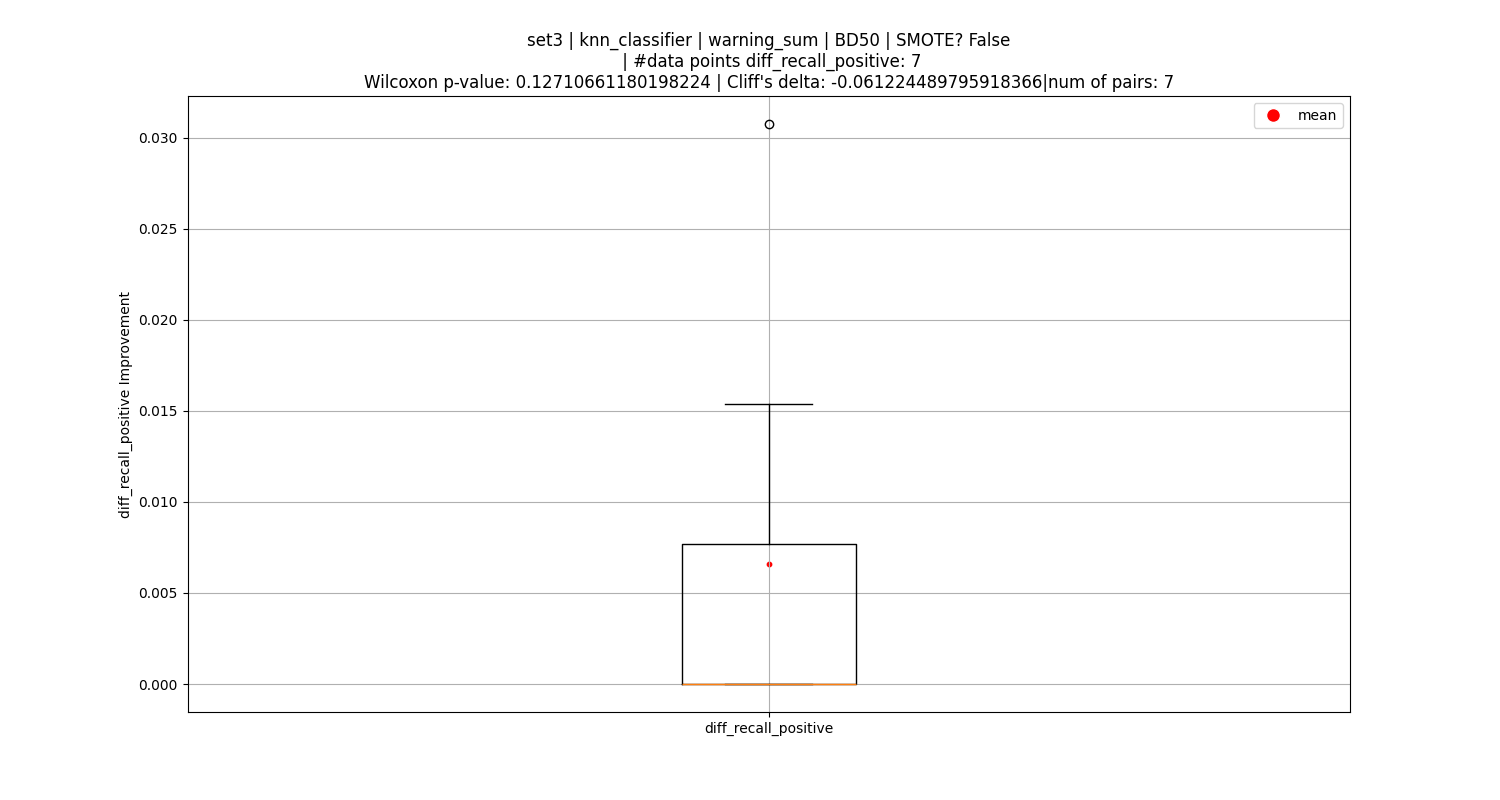 set3 | knn_classifier | warning_sum | BD50 | SMOTE? False
| #data points diff_recall_positive: 7
Wilcoxon p-value: 0.12710661180198224 | Cliff's delta: -0.061224489795918366|num of pairs: 7
mean
0.030
0.025
0.020
0.015
0.010
0.005
0.000
diff_recall_positive Improvement
diff_recall_positive